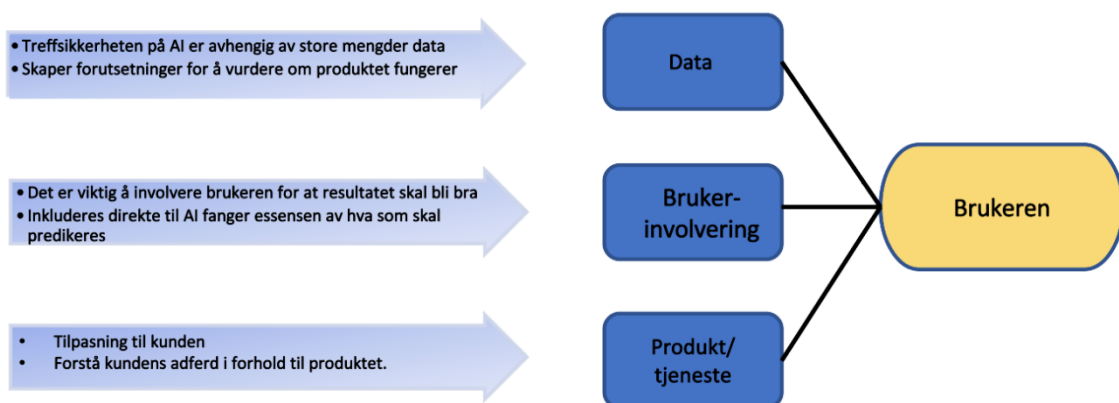 • Treffsikkerheten på AI er avhengig av store mengder data
• Skaper forutsetninger for å vurdere om produktet fungerer
Data
• Det er viktig å involvere brukeren for at resultatet skal bli bra
• Inkluderes direkte til AI fanger essensen av hva som skal
predikeres
Bruker-
involvering
Brukeren
• Tilpasning til kunden
• Forstå kundens adferd i forhold til produktet.
Produkt/
tjeneste